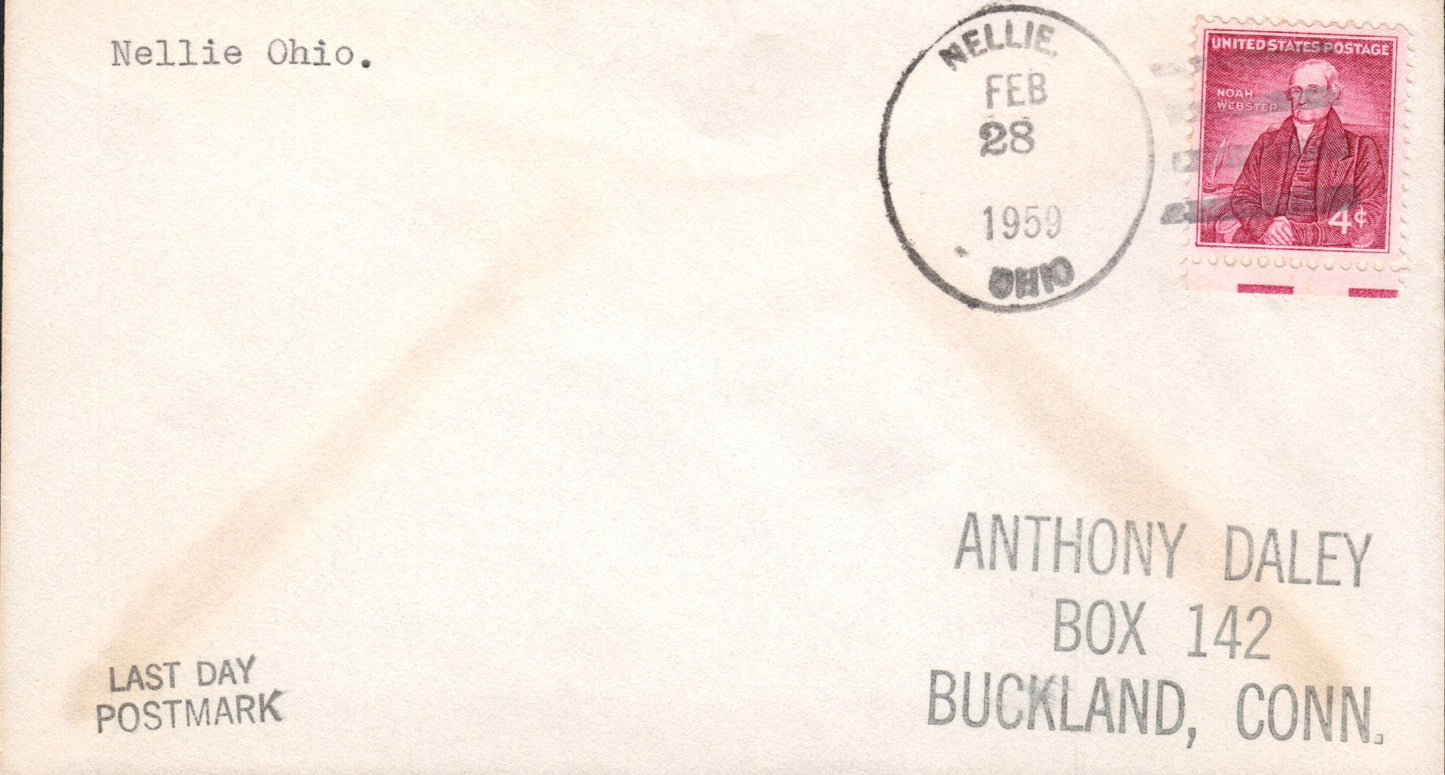 Nellie Ohio.
NELLIE,
FEB
28
1959
OHIO
UNITED STATES POSTAGE
NOAH
WEBSTER
4¢
ANTHONY DALEY
BOX 142
BUCKLAND, CONN.
LAST DAY
POSTMARK